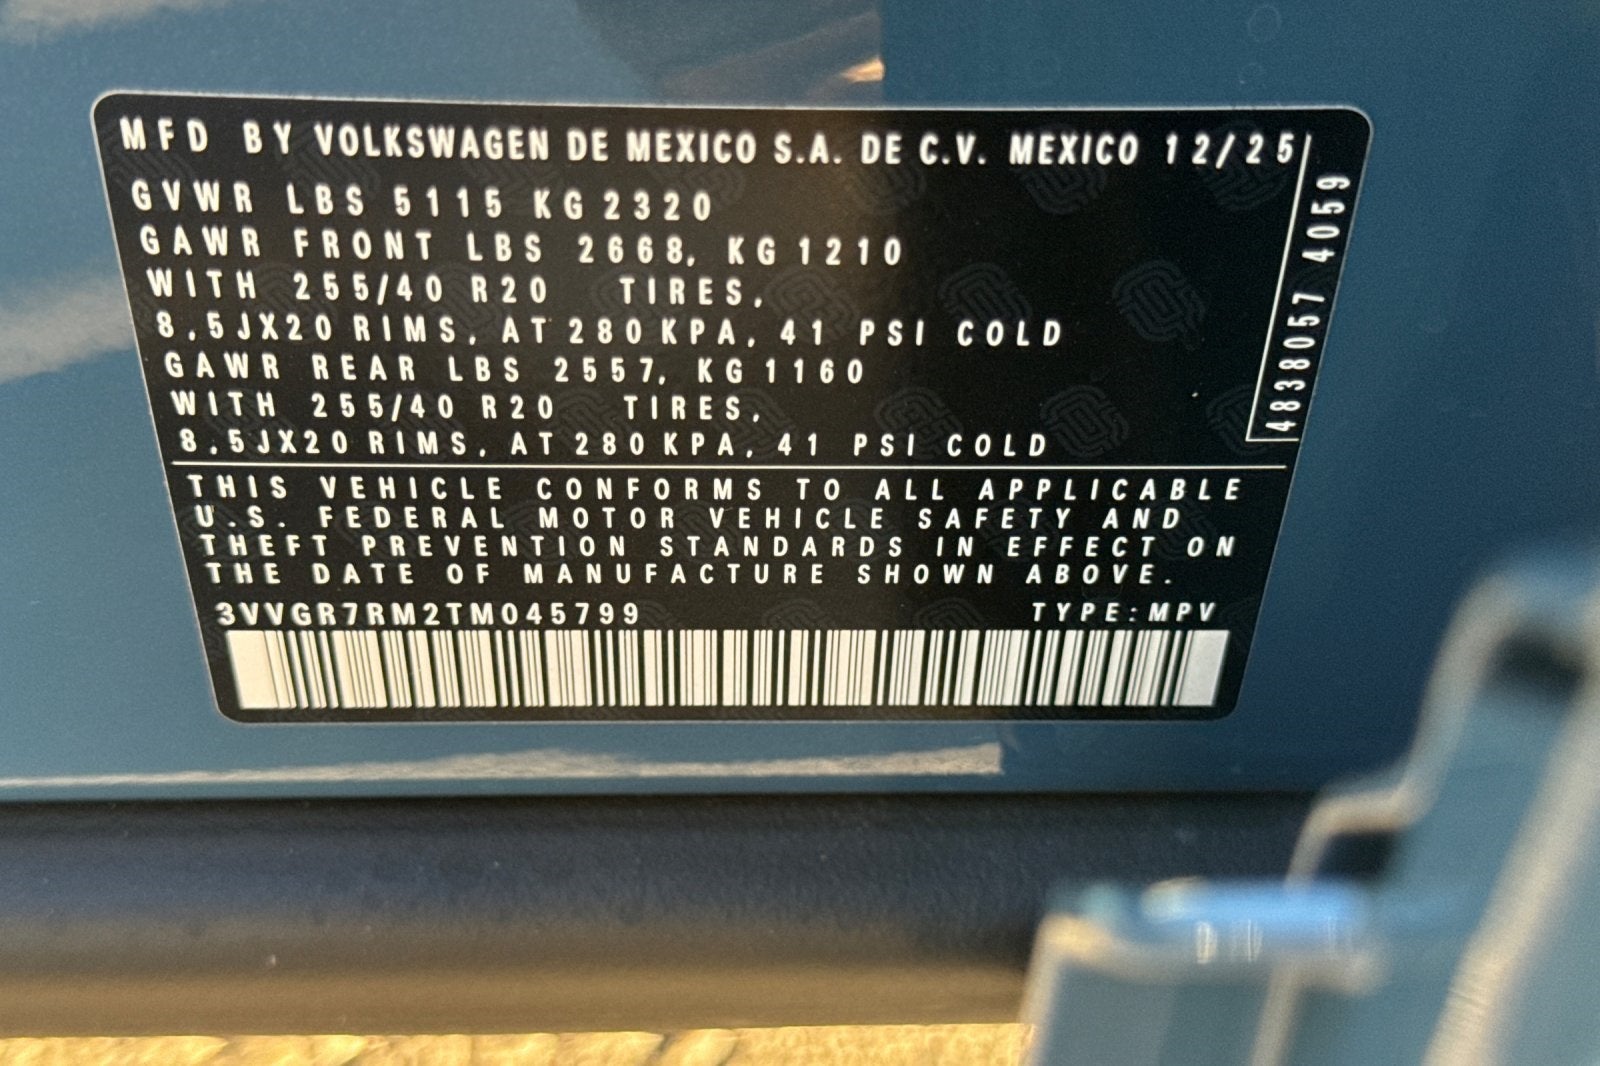 MFD BY VOLKSWAGEN DE MEXICO S.A. DE C.V. MEXICO 12/25
GVWR LBS 5115 KG 2320
GAWR FRONT LBS 2668, KG 1210
WITH 255/40 R20 TIRES,
8,5JX20 RIMS, AT 280 KPA, 41 PSI COLD
GAWR REAR LBS 2557, KG 1160
WITH 255/40 R20 TIRES,
8,5JX20 RIMS, AT 280 KPA, 41 PSI COLD
4838057 4059
THIS VEHICLE CONFORMS TO ALL APPLICABLE
U.S. FEDERAL MOTOR VEHICLE SAFETY AND
THEFT PREVENTION STANDARDS IN EFFECT ON
THE DATE OF MANUFACTURE SHOWN ABOVE.
3VVGR7RM2TM045799 TYPE: MPV